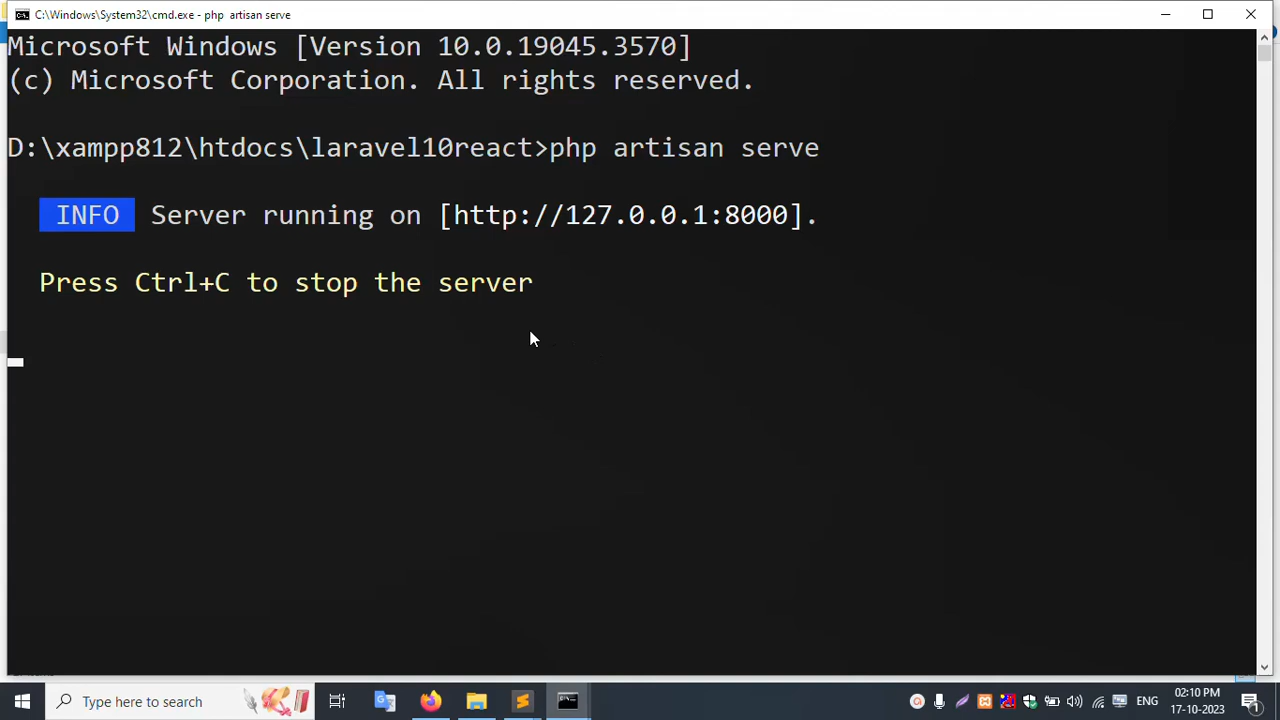 C:\Windows\System32\cmd.exe - php  artisan serve
Microsoft Windows [Version 10.0.19045.3570]
(c) Microsoft Corporation. All rights reserved.
D:\xampp812\htdocs\laravel10react>php artisan serve
INFO Server running on [http://127.0.0.1:8000].
Press Ctrl+C to stop the server
Type here to search
ENG
02:10 PM
17-10-2023
1